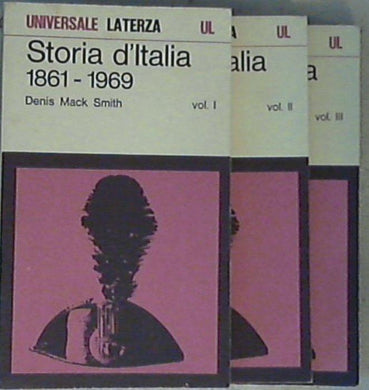 UNIVERSALE LATERZA UL
Storia d'Italia
1861-1969
Denis Mack Smith vol. I
A UL
alia
vol. II
UL
a
vol. III